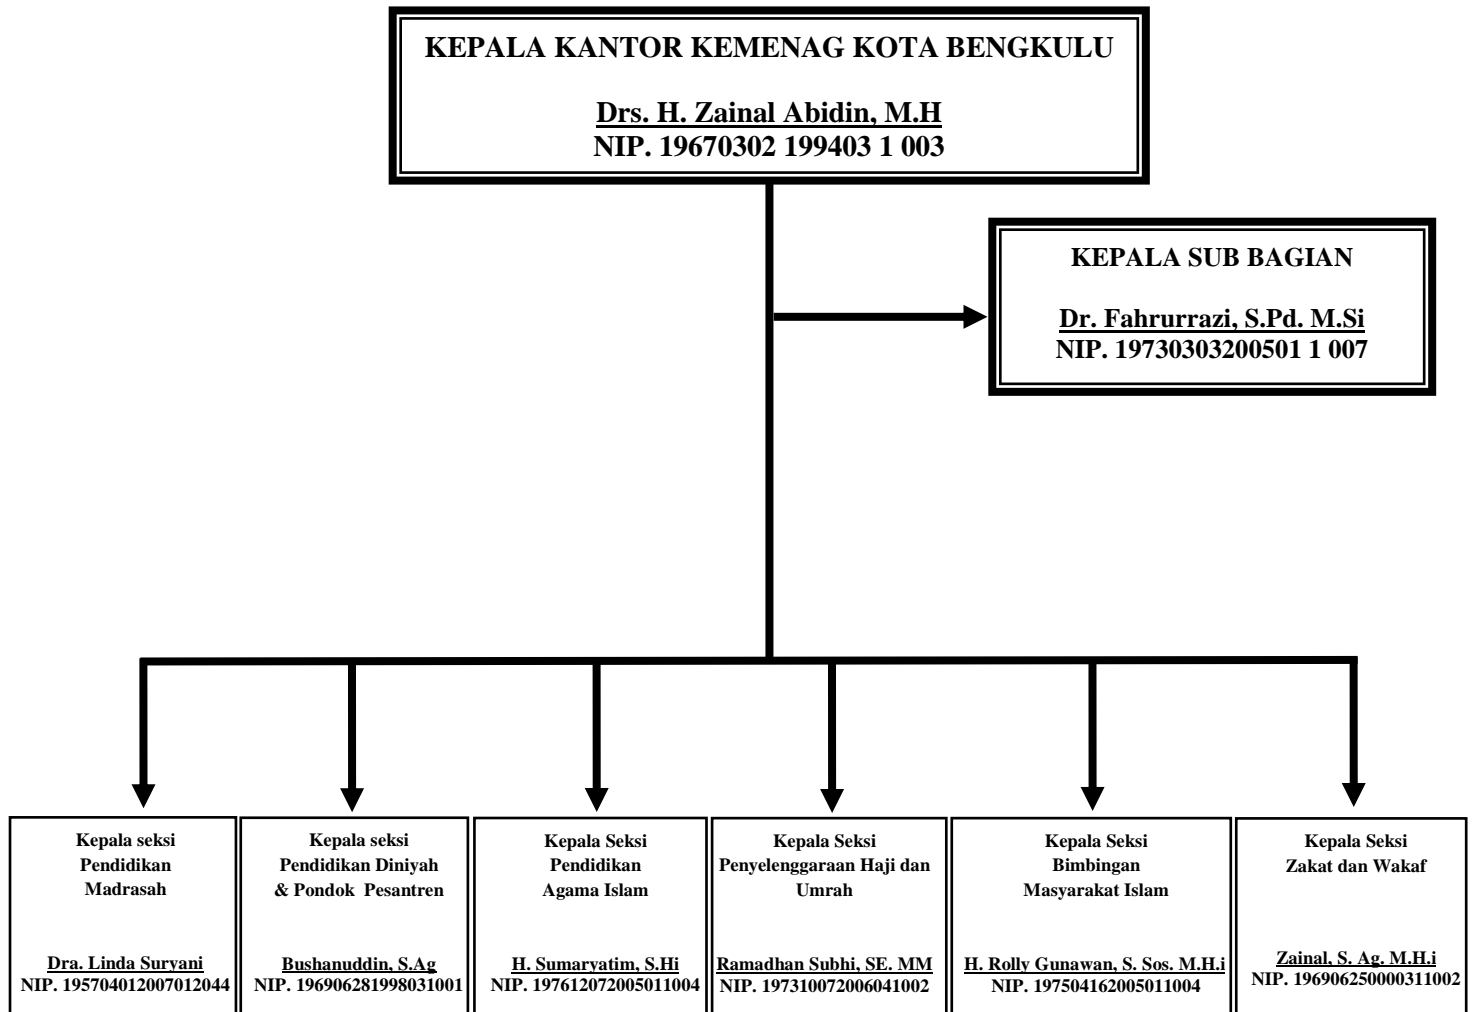 KEPALA KANTOR KEMENAG KOTA BENGKULU
Drs. H. Zainal Abidin, M.H
NIP. 19670302 199403 1 003
KEPALA SUB BAGIAN
Dr. Fahrurrazi, S.Pd. M.Si
NIP. 19730303200501 1 007
Kepala seksi
Pendidikan
Madrasah
Dra. Linda Suryani
NIP. 195704012007012044
Kepala seksi
Pendidikan Diniyah
& Pondok Pesantren
Bushanuddin, S.Ag
NIP. 196906281998031001
Kepala Seksi
Pendidikan
Agama Islam
H. Sumaryatim, S.Hi
NIP. 197612072005011004
Kepala Seksi
Penyelenggaraan Haji dan
Umrah
Ramadhan Subhi, SE. MM
NIP. 197310072006041002
Kepala Seksi
Bimbingan
Masyarakat Islam
H. Rolly Gunawan, S. Sos. M.H.i
NIP. 197504162005011004
Kepala Seksi
Zakat dan Wakaf
Zainal, S. Ag. M.H.i
NIP. 196906250000311002